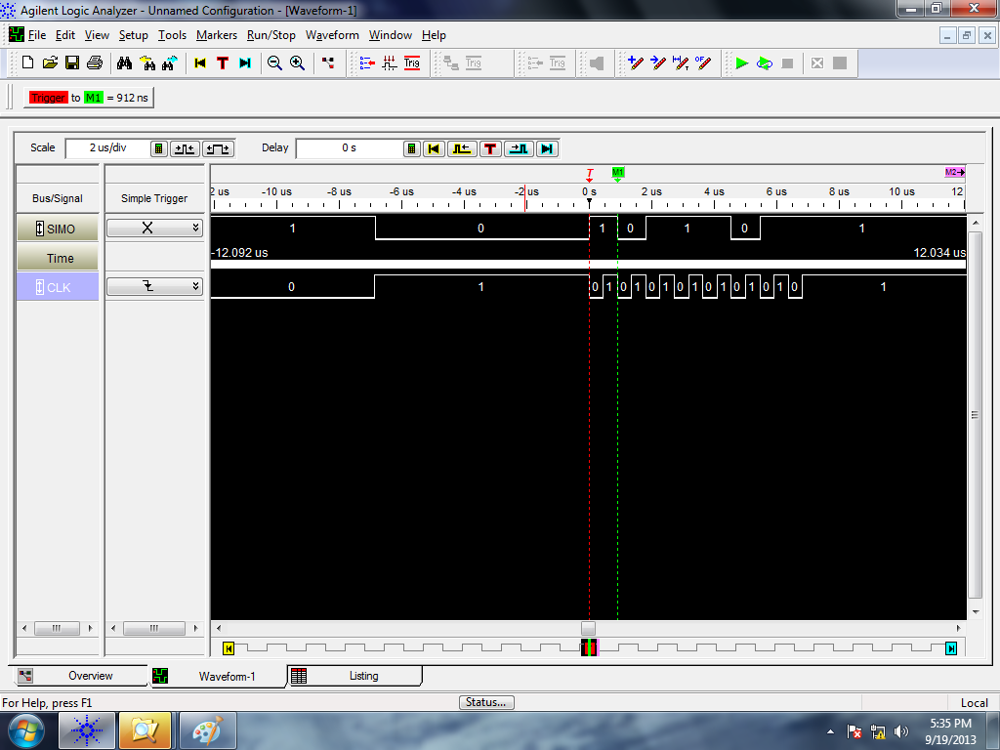 Agilent Logic Analyzer - Unnamed Configuration - [Waveform-1]
File Edit View Setup Tools Markers Run/Stop Waveform Window Help
T Trig Trig Trig
Trigger to M1 = 912 ns
Scale 2 us/div Delay 0 s T
T M1 M2
Bus/Signal Simple Trigger 2 us -10 us -8 us -6 us -4 us -2 us 0 s 2 us 4 us 6 us 8 us 10 us 12
SIMO X 1 0 1 0 1 0 1
Time -12.092 us 12.034 us
CLK 0 1 0 1 0 1 0 1 0 1 0 1 0 1 0 1 0 1
Overview Waveform-1 Listing
For Help, press F1 Status... Local
5:35 PM
9/19/2013